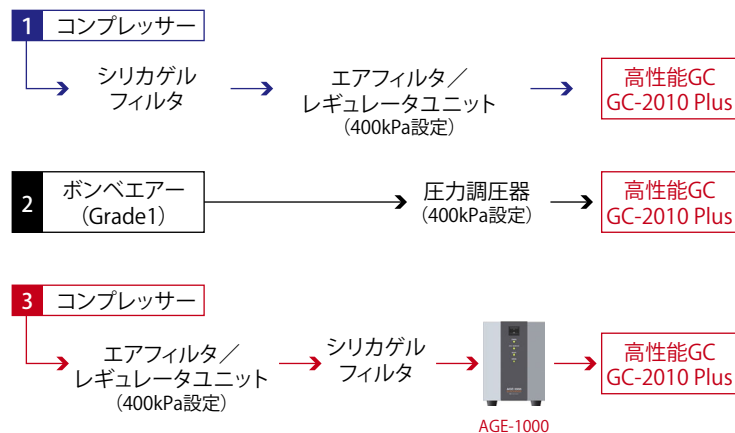 1 コンプレッサー
シリカゲル
フィルタ
エアフィルタ／
レギュレータユニット
（400kPa設定）
高性能GC
GC-2010 Plus
2
ボンベエアー
（Grade1）
圧力調圧器
（400kPa設定）
高性能GC
GC-2010 Plus
3 コンプレッサー
エアフィルタ／
レギュレータユニット
（400kPa設定）
シリカゲル
フィルタ
AGE-1000
高性能GC
GC-2010 Plus